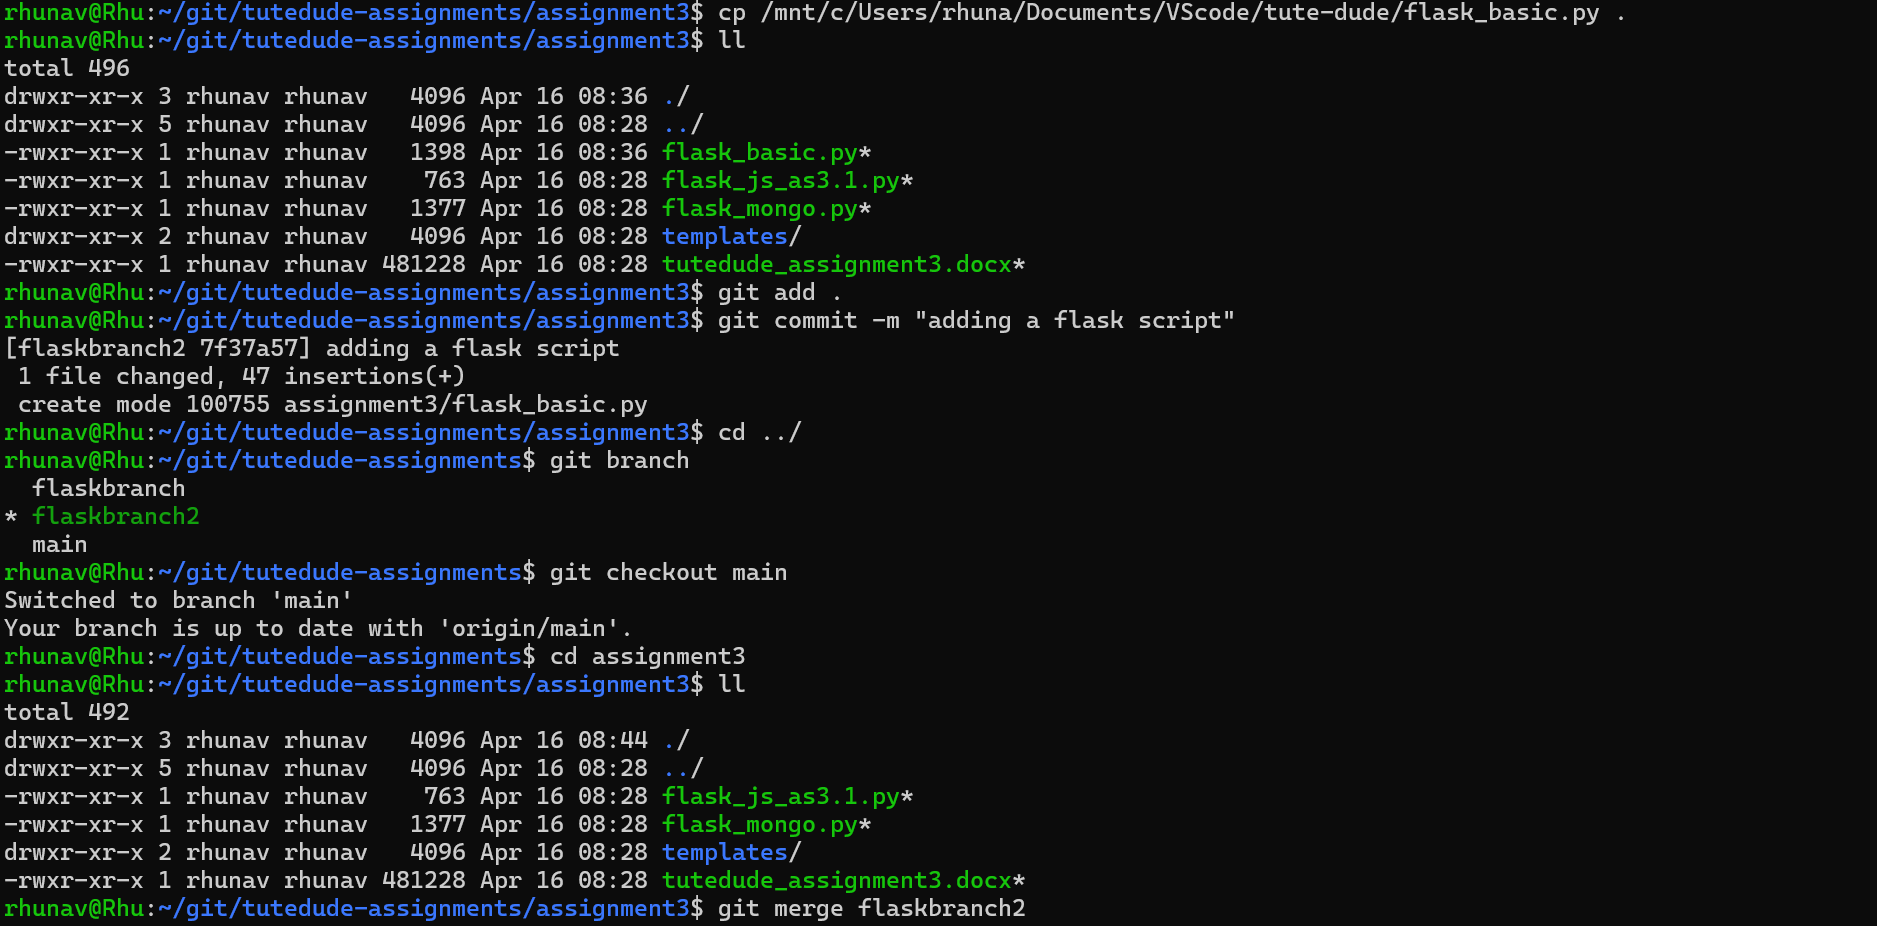 rhunav@Rhu:~/git/tutedude-assignments/assignment3$ cp /mnt/c/Users/rhuna/Documents/VScode/tute-dude/flask_basic.py .
rhunav@Rhu:~/git/tutedude-assignments/assignment3$ ll
total 496
drwxr-xr-x 3 rhunav rhunav   4096 Apr 16 08:36 ./
drwxr-xr-x 5 rhunav rhunav   4096 Apr 16 08:28 ../
-rwxr-xr-x 1 rhunav rhunav   1398 Apr 16 08:36 flask_basic.py*
-rwxr-xr-x 1 rhunav rhunav    763 Apr 16 08:28 flask_js_as3.1.py*
-rwxr-xr-x 1 rhunav rhunav   1377 Apr 16 08:28 flask_mongo.py*
drwxr-xr-x 2 rhunav rhunav   4096 Apr 16 08:28 templates/
-rwxr-xr-x 1 rhunav rhunav 481228 Apr 16 08:28 tutedude_assignment3.docx*
rhunav@Rhu:~/git/tutedude-assignments/assignment3$ git add .
rhunav@Rhu:~/git/tutedude-assignments/assignment3$ git commit -m "adding a flask script"
[flaskbranch2 7f37a57] adding a flask script
 1 file changed, 47 insertions(+)
 create mode 100755 assignment3/flask_basic.py
rhunav@Rhu:~/git/tutedude-assignments/assignment3$ cd ../
rhunav@Rhu:~/git/tutedude-assignments$ git branch
  flaskbranch
* flaskbranch2
  main
rhunav@Rhu:~/git/tutedude-assignments$ git checkout main
Switched to branch 'main'
Your branch is up to date with 'origin/main'.
rhunav@Rhu:~/git/tutedude-assignments$ cd assignment3
rhunav@Rhu:~/git/tutedude-assignments/assignment3$ ll
total 492
drwxr-xr-x 3 rhunav rhunav   4096 Apr 16 08:44 ./
drwxr-xr-x 5 rhunav rhunav   4096 Apr 16 08:28 ../
-rwxr-xr-x 1 rhunav rhunav    763 Apr 16 08:28 flask_js_as3.1.py*
-rwxr-xr-x 1 rhunav rhunav   1377 Apr 16 08:28 flask_mongo.py*
drwxr-xr-x 2 rhunav rhunav   4096 Apr 16 08:28 templates/
-rwxr-xr-x 1 rhunav rhunav 481228 Apr 16 08:28 tutedude_assignment3.docx*
rhunav@Rhu:~/git/tutedude-assignments/assignment3$ git merge flaskbranch2